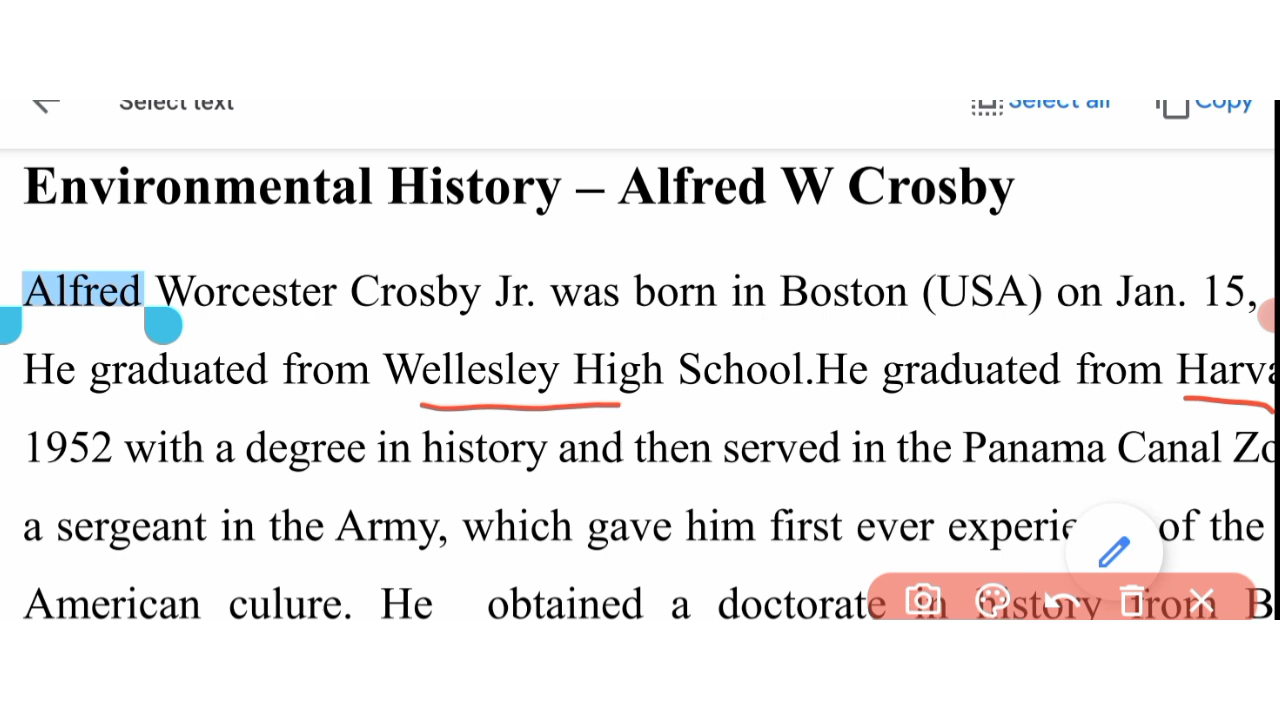 Select text Select all Copy
Environmental History – Alfred W Crosby
Alfred Worcester Crosby Jr. was born in Boston (USA) on Jan. 15,
He graduated from Wellesley High School.He graduated from
1952 with a degree in history and then served in the Panama Canal
a sergeant in the Army, which gave him first ever of the
American culure. He obtained a doctorate in history from